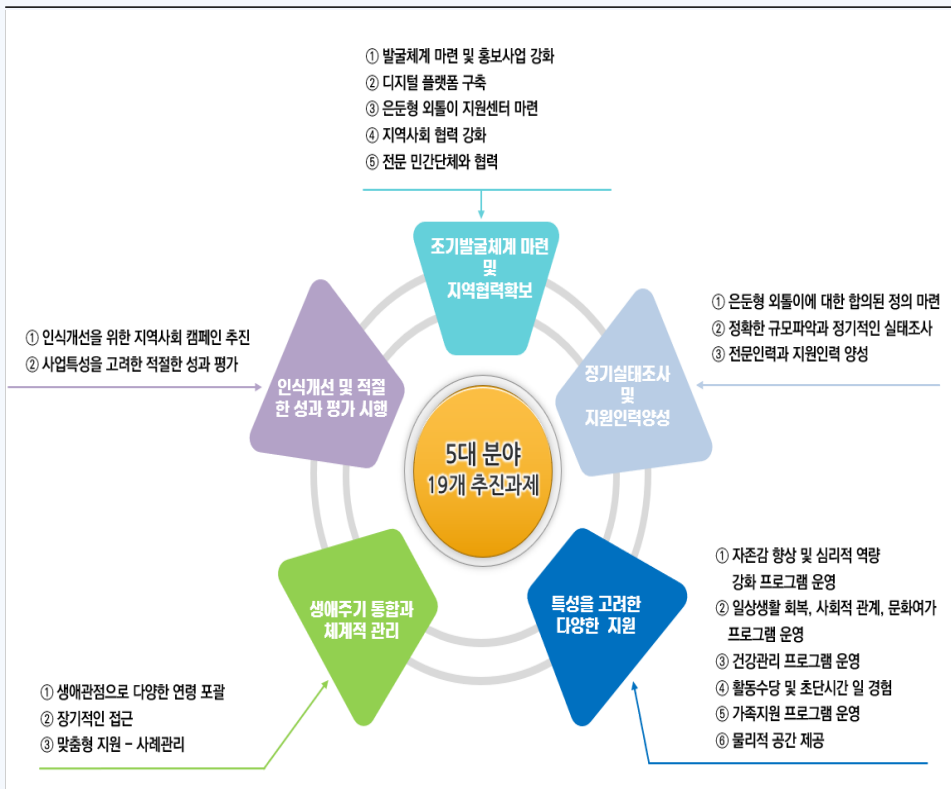 ① 발굴체계 마련 및 홍보사업 강화
② 디지털 플랫폼 구축
③ 은둔형 외톨이 지원센터 마련
④ 지역사회 협력 강화
⑤ 전문 민간단체와 협력
조기발굴체계 마련
및
지역협력확보
① 은둔형 외톨이에 대한 합의된 정의 마련
② 정확한 규모파악과 정기적인 실태조사
③ 전문인력과 지원인력 양성
정기실태조사
및
지원인력양성
① 인식개선을 위한 지역사회 캠페인 추진
② 사업특성을 고려한 적절한 성과 평가
인식개선 및 적절
한 성과 평가 시행
5대 분야
19개 추진과제
① 자존감 향상 및 심리적 역량
강화 프로그램 운영
② 일상생활 회복, 사회적 관계, 문화여가
프로그램 운영
③ 건강관리 프로그램 운영
④ 활동수당 및 초단시간 일 경험
⑤ 가족지원 프로그램 운영
⑥ 물리적 공간 제공
특성을 고려한
다양한 지원
생애주기 통합과
체계적 관리
① 생애관점으로 다양한 연령 포괄
② 장기적인 접근
③ 맞춤형 지원 - 사례관리